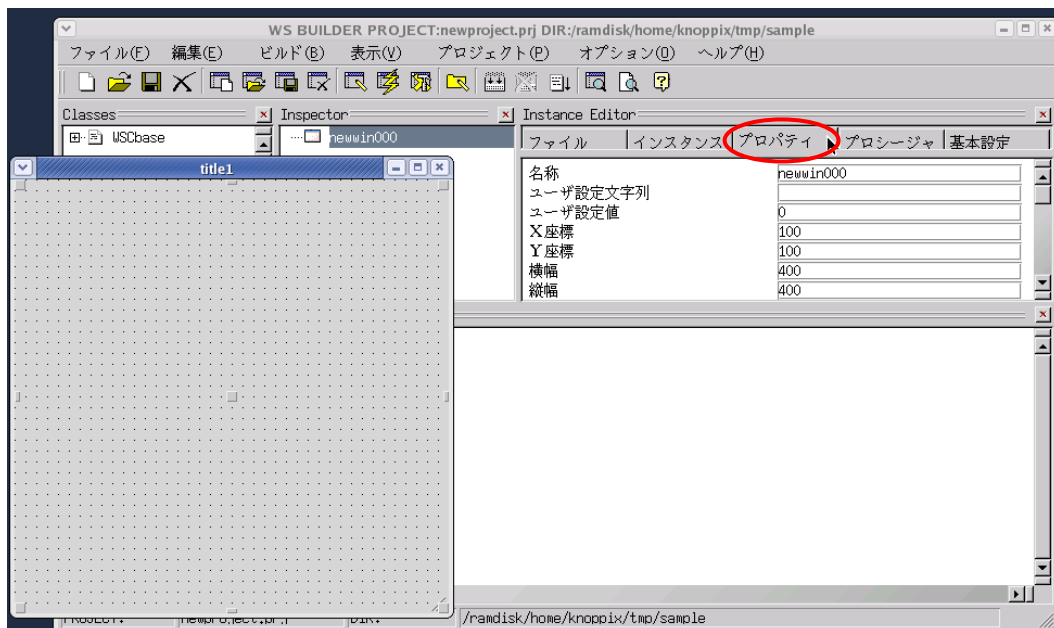 WS BUILDER PROJECT:newproject.prj DIR:/ramdisk/home/knoppix/tmp/sample
ファイル(F) 編集(E) ビルド(B) 表示(V) プロジェクト(P) オプション(O) ヘルプ(H)
Classes
WSCbase
Inspector
newwin000
Instance Editor
ファイル インスタンス プロパティ プロシージャ 基本設定
名称 newwin000
ユーザ設定文字列
ユーザ設定値 0
X座標 100
Y座標 100
横幅 400
縦幅 400
title1
PROJECT: newproject.prj DIR: /ramdisk/home/knoppix/tmp/sample